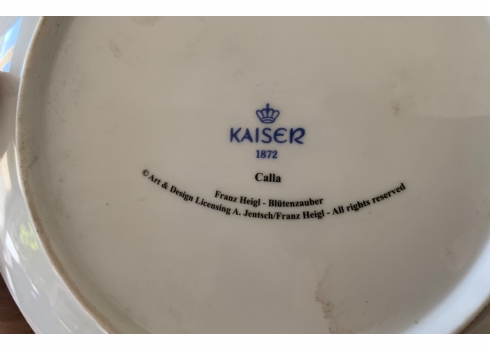 KAISER
1872
Calla
Franz Heigl - Blütenzauber
© Art & Design Licensing A. Jentsch/Franz Heigl - All rights reserved